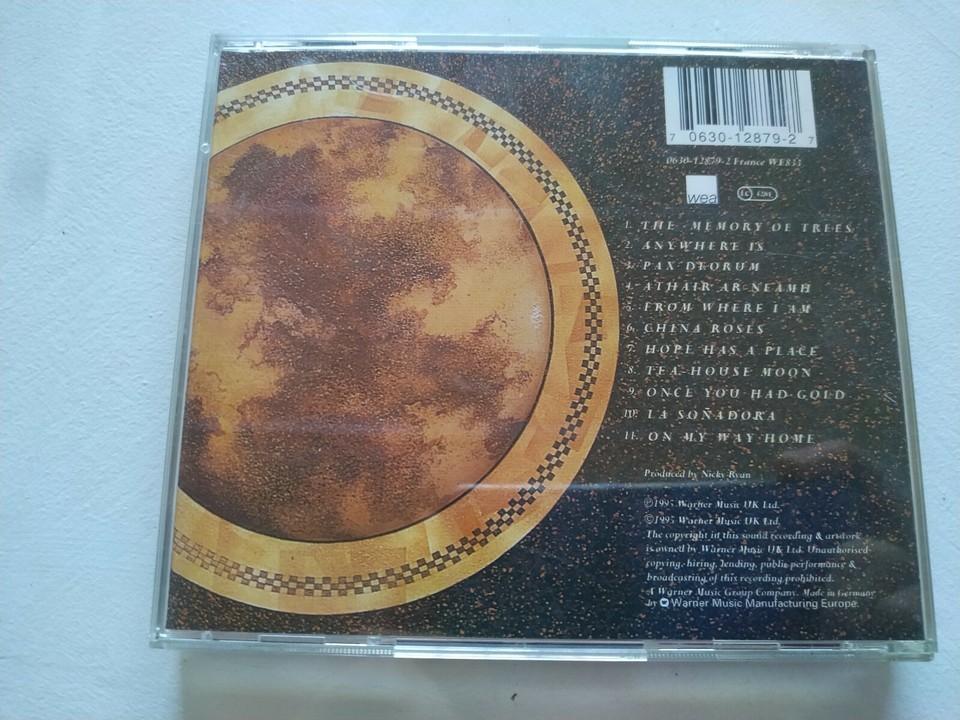 7 0630-12879-2 7
0630-12879-2 France WE833
wea
LC 4281
1. THE MEMORY OF TREES
2. ANYWHERE IS
3. PAX DEORUM
4. ATHAIR AR NEAMH
5. FROM WHERE I AM
6. CHINA ROSES
7. HOPE HAS A PLACE
8. TEA-HOUSE MOON
9. ONCE YOU HAD GOLD
10. LA SOÑADORA
11. ON MY WAY HOME
Produced by Nicky Ryan
℗1995 Warner Music UK Ltd.
©1995 Warner Music UK Ltd.
The copyright in this sound recording & artwork
is owned by Warner Music UK Ltd. Unauthorised
copying, hiring, lending, public performance &
broadcasting of this recording prohibited.
A Warner Music Group Company. Made in Germany
by Warner Music Manufacturing Europe.